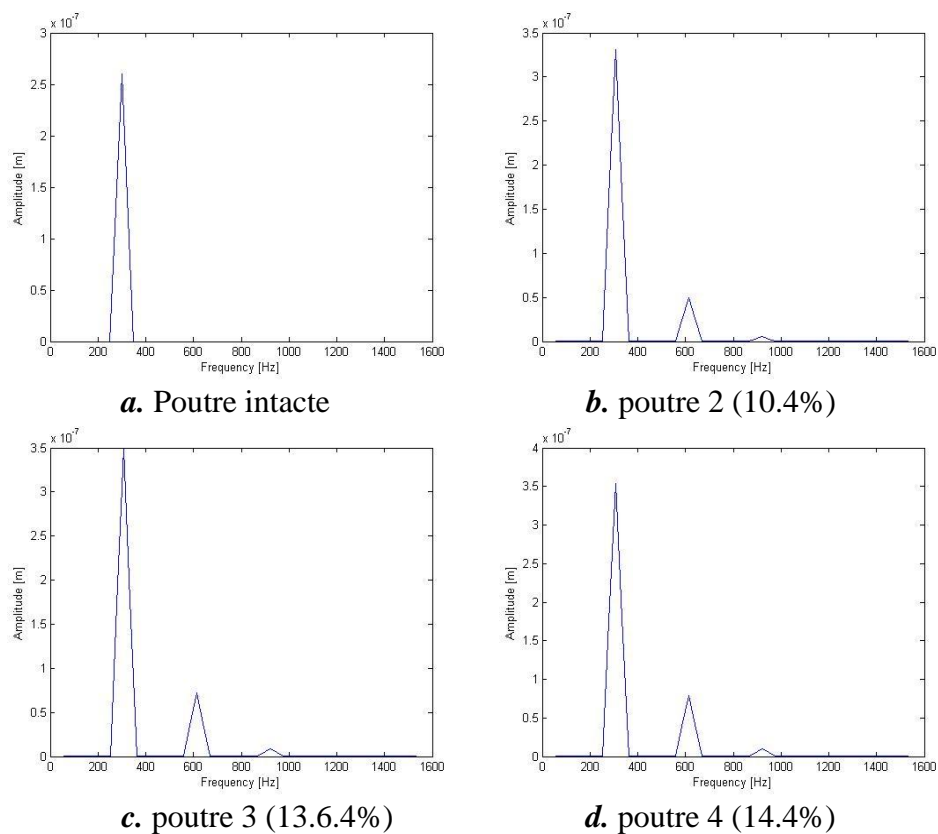 x 10⁻⁷
3
2.5
2
1.5
1
0.5
0
Amplitude [m]
0 200 400 600 800 1000 1200 1400 1600
Frequency [Hz]
a. Poutre intacte
x 10⁻⁷
3.5
3
2.5
2
1.5
1
0.5
0
Amplitude [m]
0 200 400 600 800 1000 1200 1400 1600
Frequency [Hz]
b. poutre 2 (10.4%)
x 10⁻⁷
3.5
3
2.5
2
1.5
1
0.5
0
Amplitude [m]
0 200 400 600 800 1000 1200 1400 1600
Frequency [Hz]
c. poutre 3 (13.6.4%)
x 10⁻⁷
4
3.5
3
2.5
2
1.5
1
0.5
0
Amplitude [m]
0 200 400 600 800 1000 1200 1400 1600
Frequency [Hz]
d. poutre 4 (14.4%)